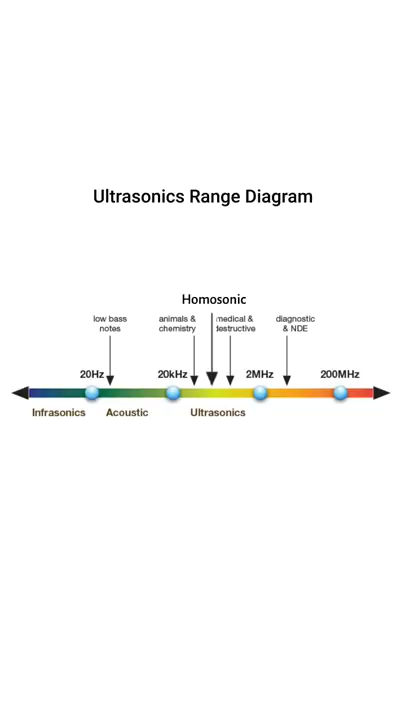 Ultrasonics Range Diagram
Homosonic
low bass
notes
animals &
chemistry
medical &
destructive
diagnostic
& NDE
20Hz
20kHz
2MHz
200MHz
Infrasonics
Acoustic
Ultrasonics